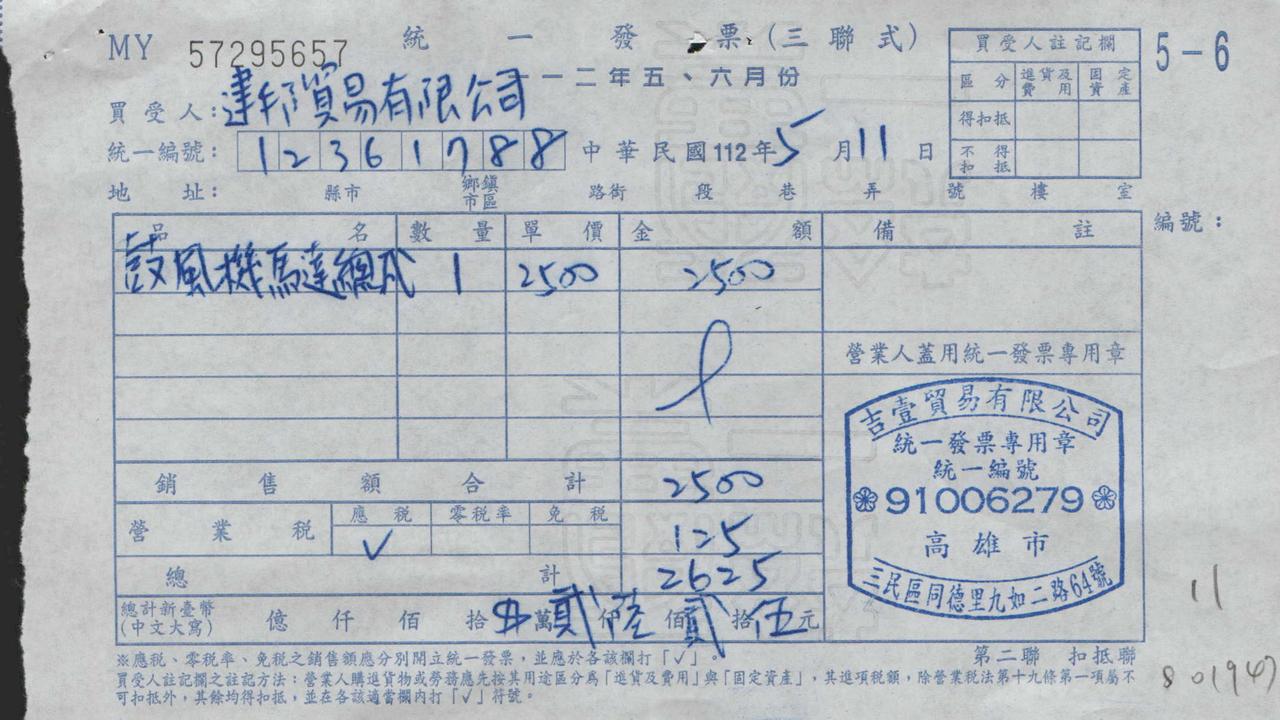 MY 57295657
統一發票(三聯式)
一一二年五、六月份
5-6
買受人註記欄
區分 進貨及費用 固定資產
得扣抵
不得扣抵
買受人:達邦貿易有限公司
統一編號: 12361788 中華民國112年5月11日
地址: 縣市 鄉鎮市區 路街 段 巷 弄 號 樓 室
品名 數量 單價 金額 備註 編號:
鼓風機馬達總成 1 2500 2500
營業人蓋用統一發票專用章
吉壹貿易有限公司
統一發票專用章
統一編號
91006279
高雄市
三民區同德里九如二路64號
銷售額合計 2500
營業稅 應稅 零稅率 免稅
√ 125
總計 2625
總計新臺幣(中文大寫) 億 仟 佰 拾 萬 貳仟陸佰貳拾伍元
11
第二聯 扣抵聯
※應稅、零稅率、免稅之銷售額應分別開立統一發票,並應於各該欄打「√」。
買受人註記欄之註記方法:營業人購進貨物或勞務應先按其用途區分為「進貨及費用」與「固定資產」,其進項稅額,除營業稅法第十九條第一項屬不
可扣抵外,其餘均得扣抵,並在各該適當欄內打「√」符號。